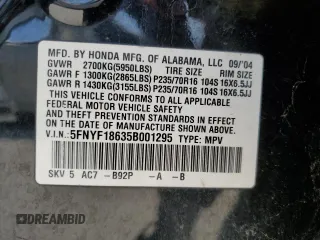 MFD. BY HONDA MFG. OF ALABAMA, LLC 09/'04
GVWR 2700KG(5950LBS) TIRE SIZE RIM SIZE
GAWR F 1300KG(2865LBS) P235/70R16 104S 16X6.5JJ
GAWR R 1430KG(3155LBS) P235/70R16 104S 16X6.5JJ
THIS VEHICLE CONFORMS TO ALL APPLICABLE
FEDERAL MOTOR VEHICLE SAFETY STANDARDS IN EFFECT ON THE
DATE OF MANUFACTURE SHOWN ABOVE.
V.I.N.: 5FNYF18635B001295 TYPE: MPV
SKV 5 AC7 -B92P -A -B
DREAMBID